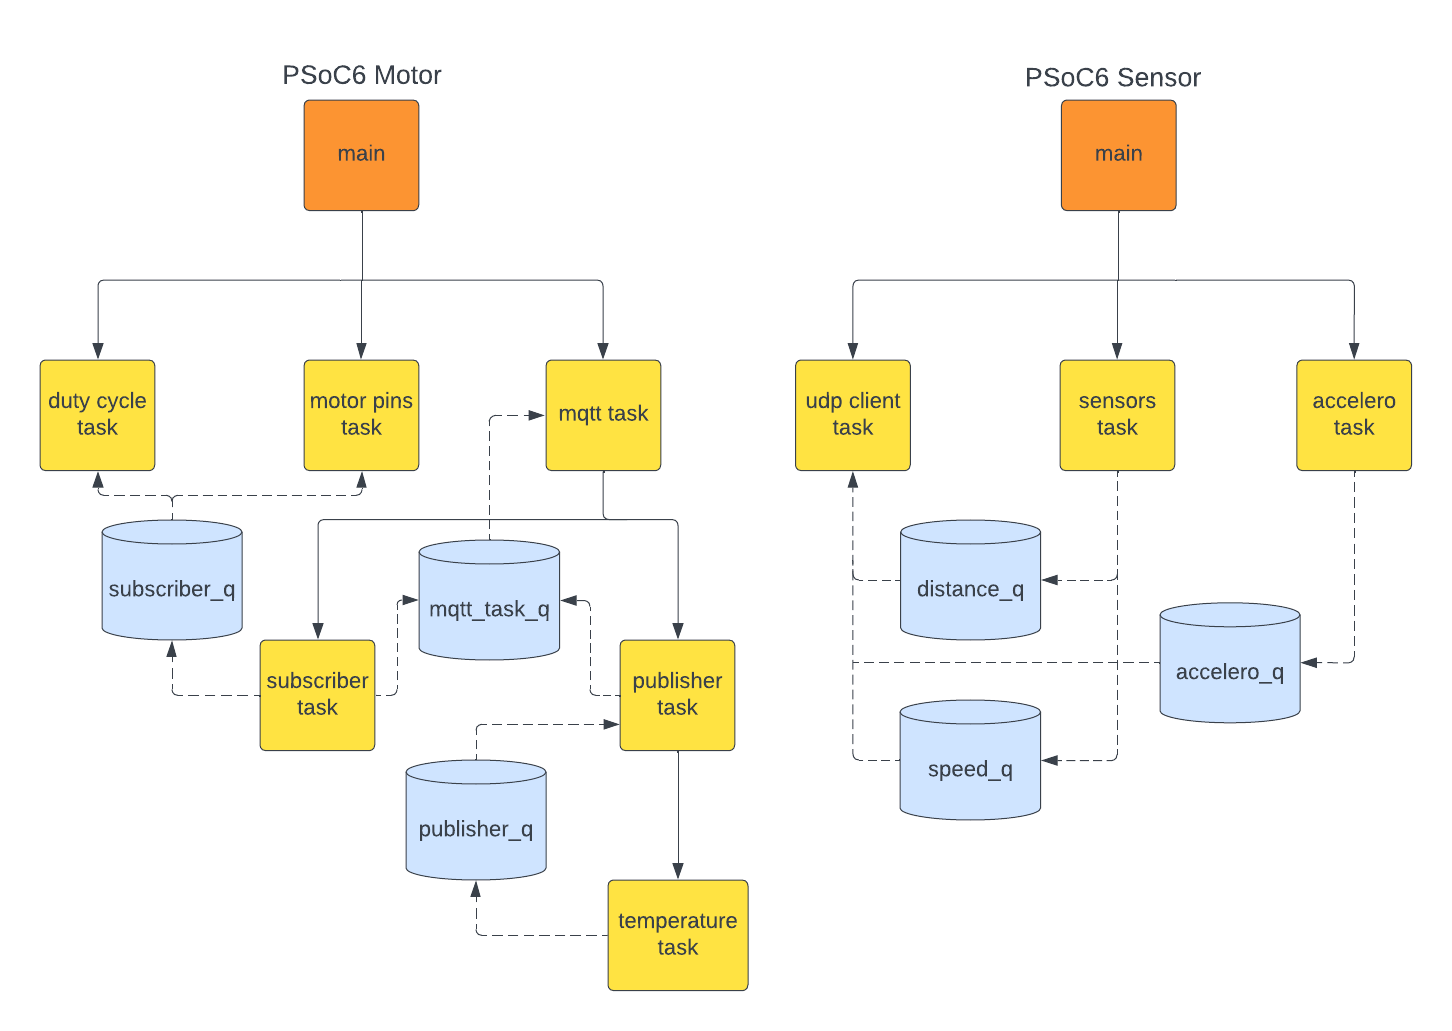 PSoC6 Motor
PSoC6 Sensor
main
main
duty cycle
task
motor pins
task
mqtt task
udp client
task
sensors
task
accelero
task
subscriber_q
mqtt_task_q
distance_q
accelero_q
subscriber
task
publisher
task
speed_q
publisher_q
temperature
task